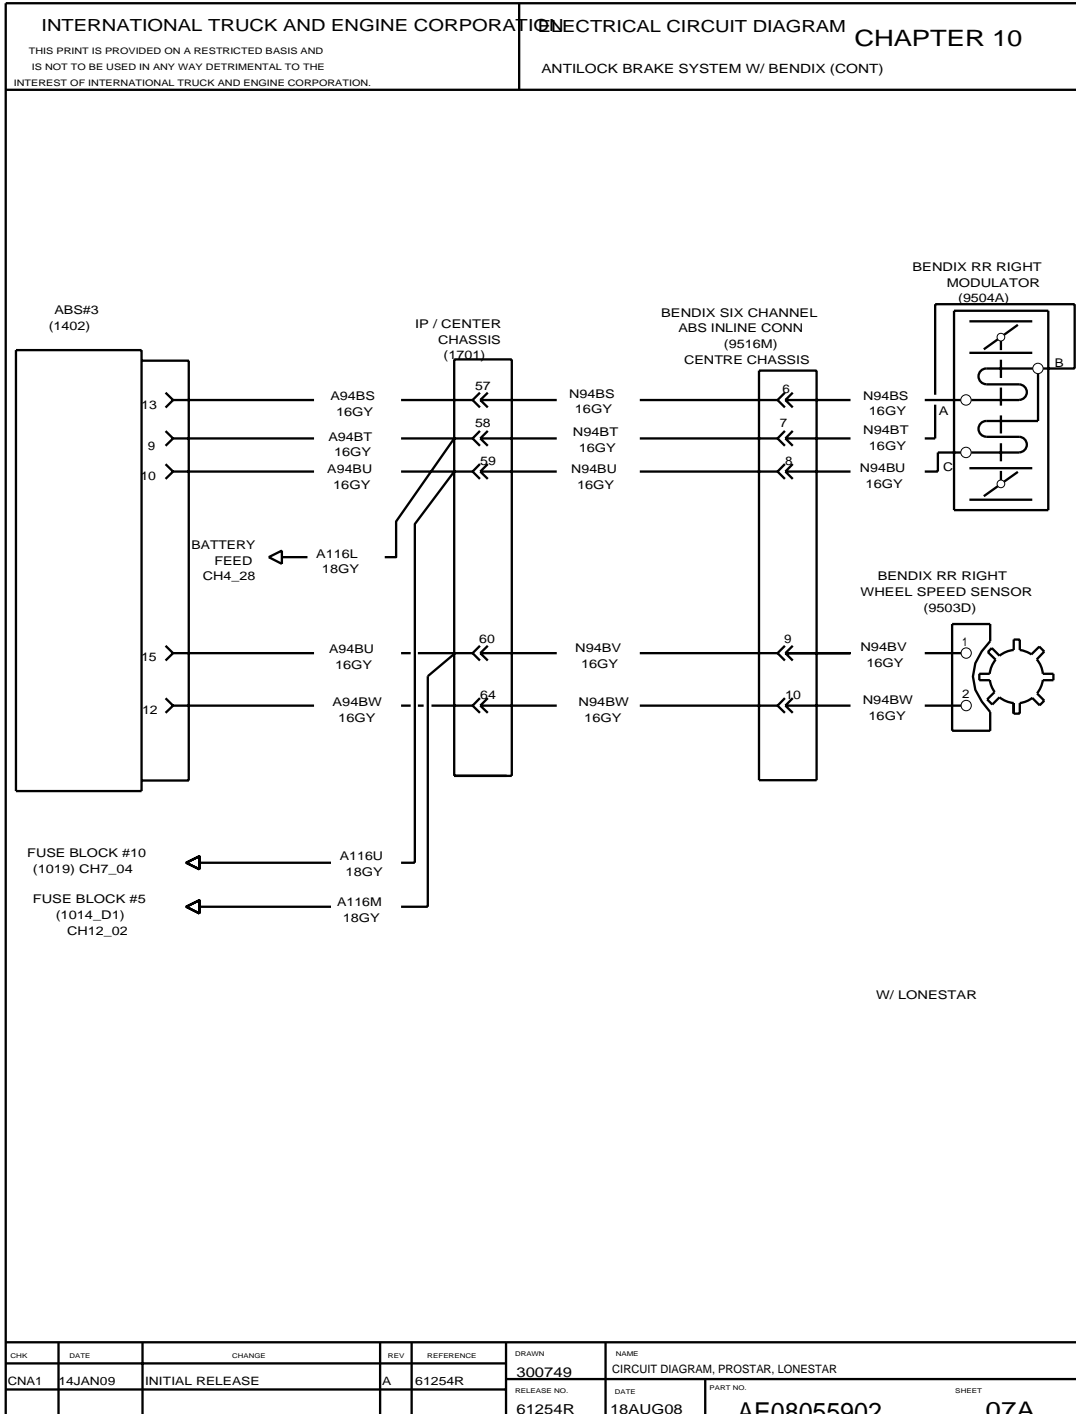 INTERNATIONAL TRUCK AND ENGINE CORPORATION
THIS PRINT IS PROVIDED ON A RESTRICTED BASIS AND
IS NOT TO BE USED IN ANY WAY DETRIMENTAL TO THE
INTEREST OF INTERNATIONAL TRUCK AND ENGINE CORPORATION.
ELECTRICAL CIRCUIT DIAGRAM
CHAPTER 10
ANTILOCK BRAKE SYSTEM W/ BENDIX (CONT)
ABS#3
(1402)
IP / CENTER
CHASSIS
(1701)
BENDIX SIX CHANNEL
ABS INLINE CONN
(9516M)
CENTRE CHASSIS
BENDIX RR RIGHT
MODULATOR
(9504A)
13
A94BS
16GY
57
N94BS
16GY
6
N94BS
16GY
A
B
9
A94BT
16GY
58
N94BT
16GY
7
N94BT
16GY
10
A94BU
16GY
59
N94BU
16GY
8
N94BU
16GY
C
BATTERY
FEED
CH4_28
A116L
18GY
BENDIX RR RIGHT
WHEEL SPEED SENSOR
(9503D)
15
A94BU
16GY
60
N94BV
16GY
9
N94BV
16GY
1
12
A94BW
16GY
64
N94BW
16GY
10
N94BW
16GY
2
FUSE BLOCK #10
(1019) CH7_04
A116U
18GY
FUSE BLOCK #5
(1014_D1)
CH12_02
A116M
18GY
W/ LONESTAR
CHK DATE CHANGE REV REFERENCE
CNA1 14JAN09 INITIAL RELEASE A 61254R
DRAWN
300749
NAME
CIRCUIT DIAGRAM, PROSTAR, LONESTAR
RELEASE NO.
61254R
DATE
18AUG08
PART NO.
AE08055902
SHEET
07A